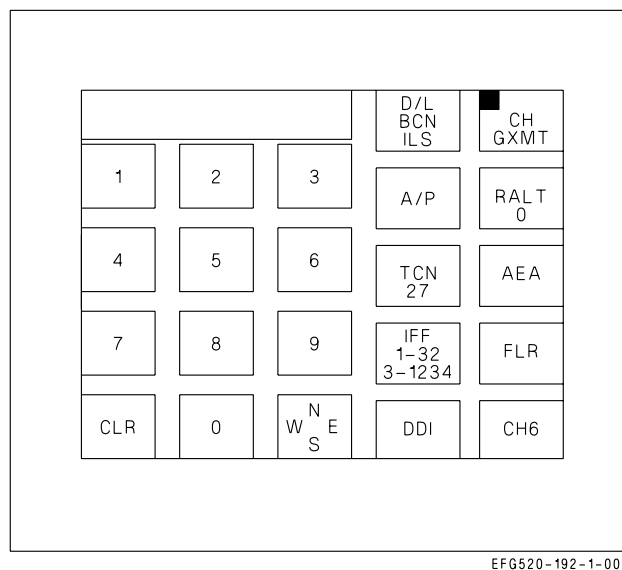 D/L
BCN
ILS
CH
GXMT
1
2
3
A/P
RALT
0
4
5
6
TCN
27
AEA
7
8
9
IFF
1-32
3-1234
FLR
CLR
0
N
W E
S
DDI
CH6
EFG520-192-1-00